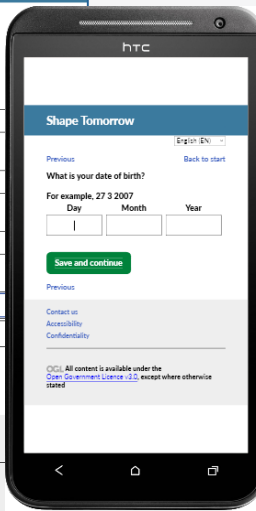 hTC
Shape Tomorrow
English (EN)
Previous
Back to start
What is your date of birth?
For example, 27 3 2007
Day Month Year
Save and continue
Previous
Contact us
Accessibility
Confidentiality
OGL All content is available under the
Open Government Licence v3.0, except where otherwise
stated